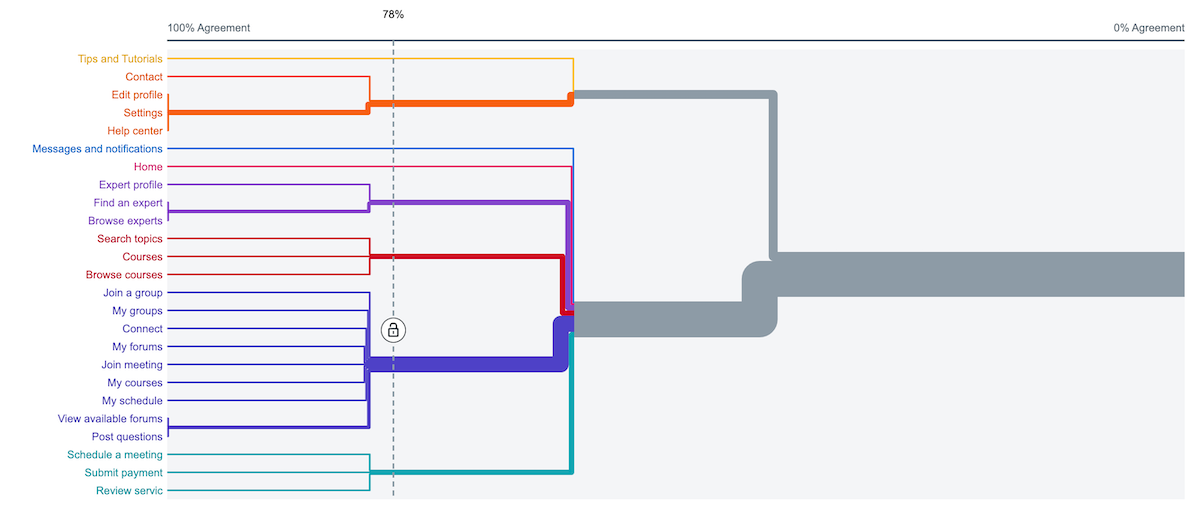 78%
100% Agreement
0% Agreement
Tips and Tutorials
Contact
Edit profile
Settings
Help center
Messages and notifications
Home
Expert profile
Find an expert
Browse experts
Search topics
Courses
Browse courses
Join a group
My groups
Connect
My forums
Join meeting
My courses
My schedule
View available forums
Post questions
Schedule a meeting
Submit payment
Review servic